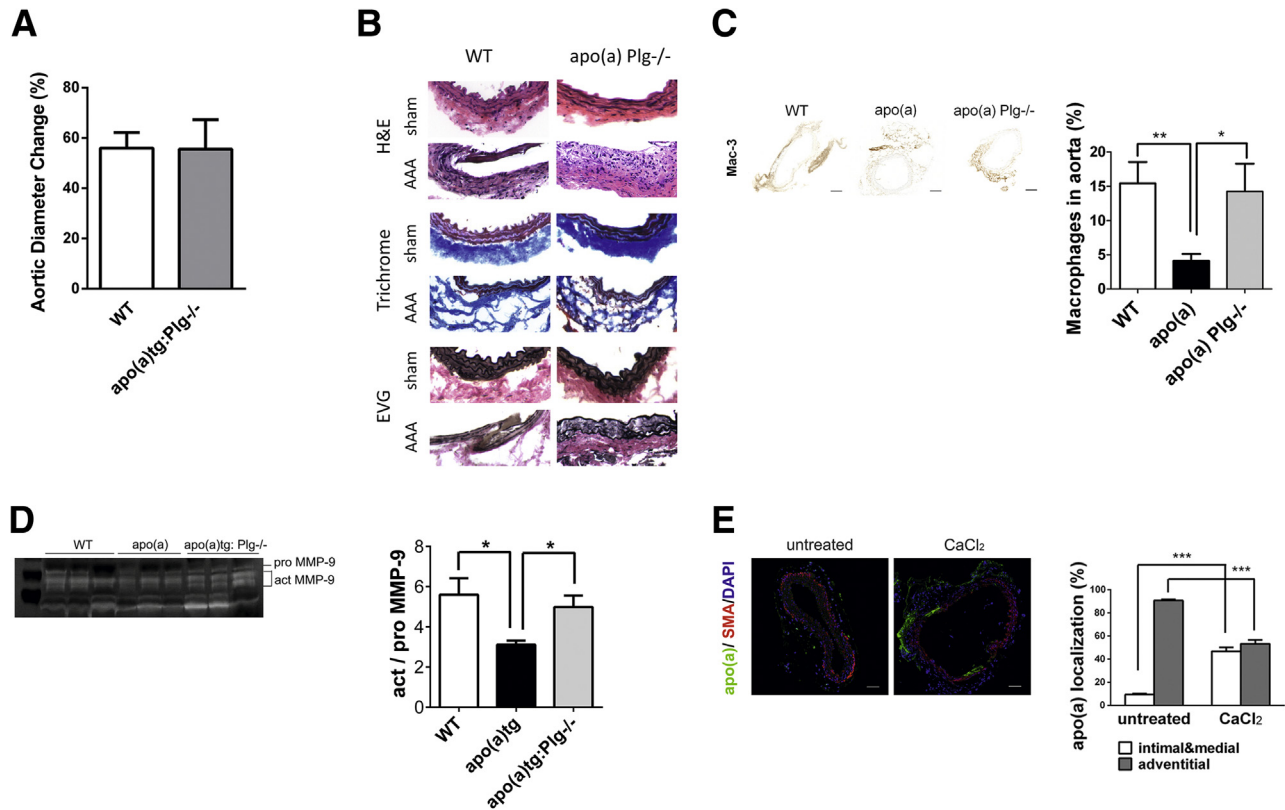 A
Aortic Diameter Change (%)
80
60
40
20
0
WT
apo(a)tg:Plg-/-
B
WT
apo(a) Plg-/-
H&E
sham
AAA
Trichrome
sham
AAA
EVG
sham
AAA
C
WT
apo(a)
apo(a) Plg-/-
Mac-3
Macrophages in aorta (%)
20
15
10
5
0
**
*
WT
apo(a)
apo(a) Plg-/-
D
WT
apo(a)
apo(a)tg: Plg-/-
pro MMP-9
act MMP-9
act / pro MMP-9
8
6
4
2
0
*
*
WT
apo(a)tg
apo(a)tg:Plg-/-
E
untreated
CaCl2
apo(a)/ SMA/DAPI
apo(a) localization (%)
100
80
60
40
20
0
***
***
untreated
CaCl2
intimal&medial
adventitial